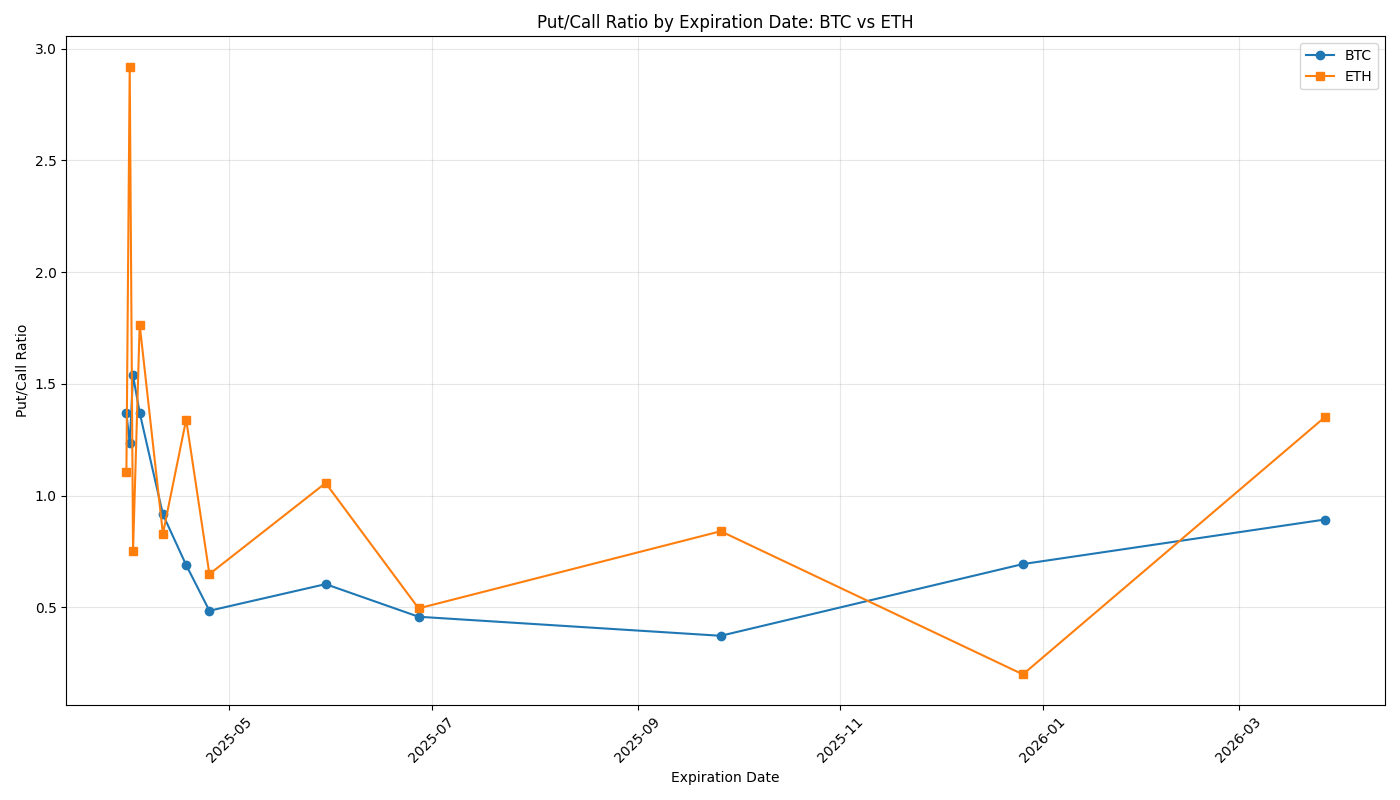 Put/Call Ratio by Expiration Date: BTC vs ETH
BTC
ETH
Put/Call Ratio
3.0
2.5
2.0
1.5
1.0
0.5
2025-05
2025-07
2025-09
2025-11
2026-01
2026-03
Expiration Date